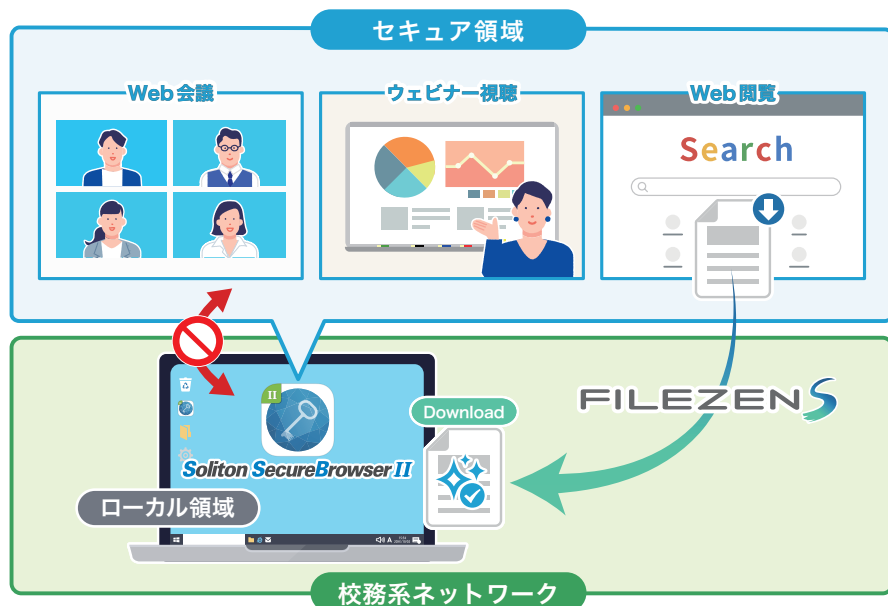 セキュア領域
Web会議
ウェビナー視聴
Web閲覧
Search
II
Download
FILEZEN S
Soliton SecureBrowser II
ローカル領域
校務系ネットワーク